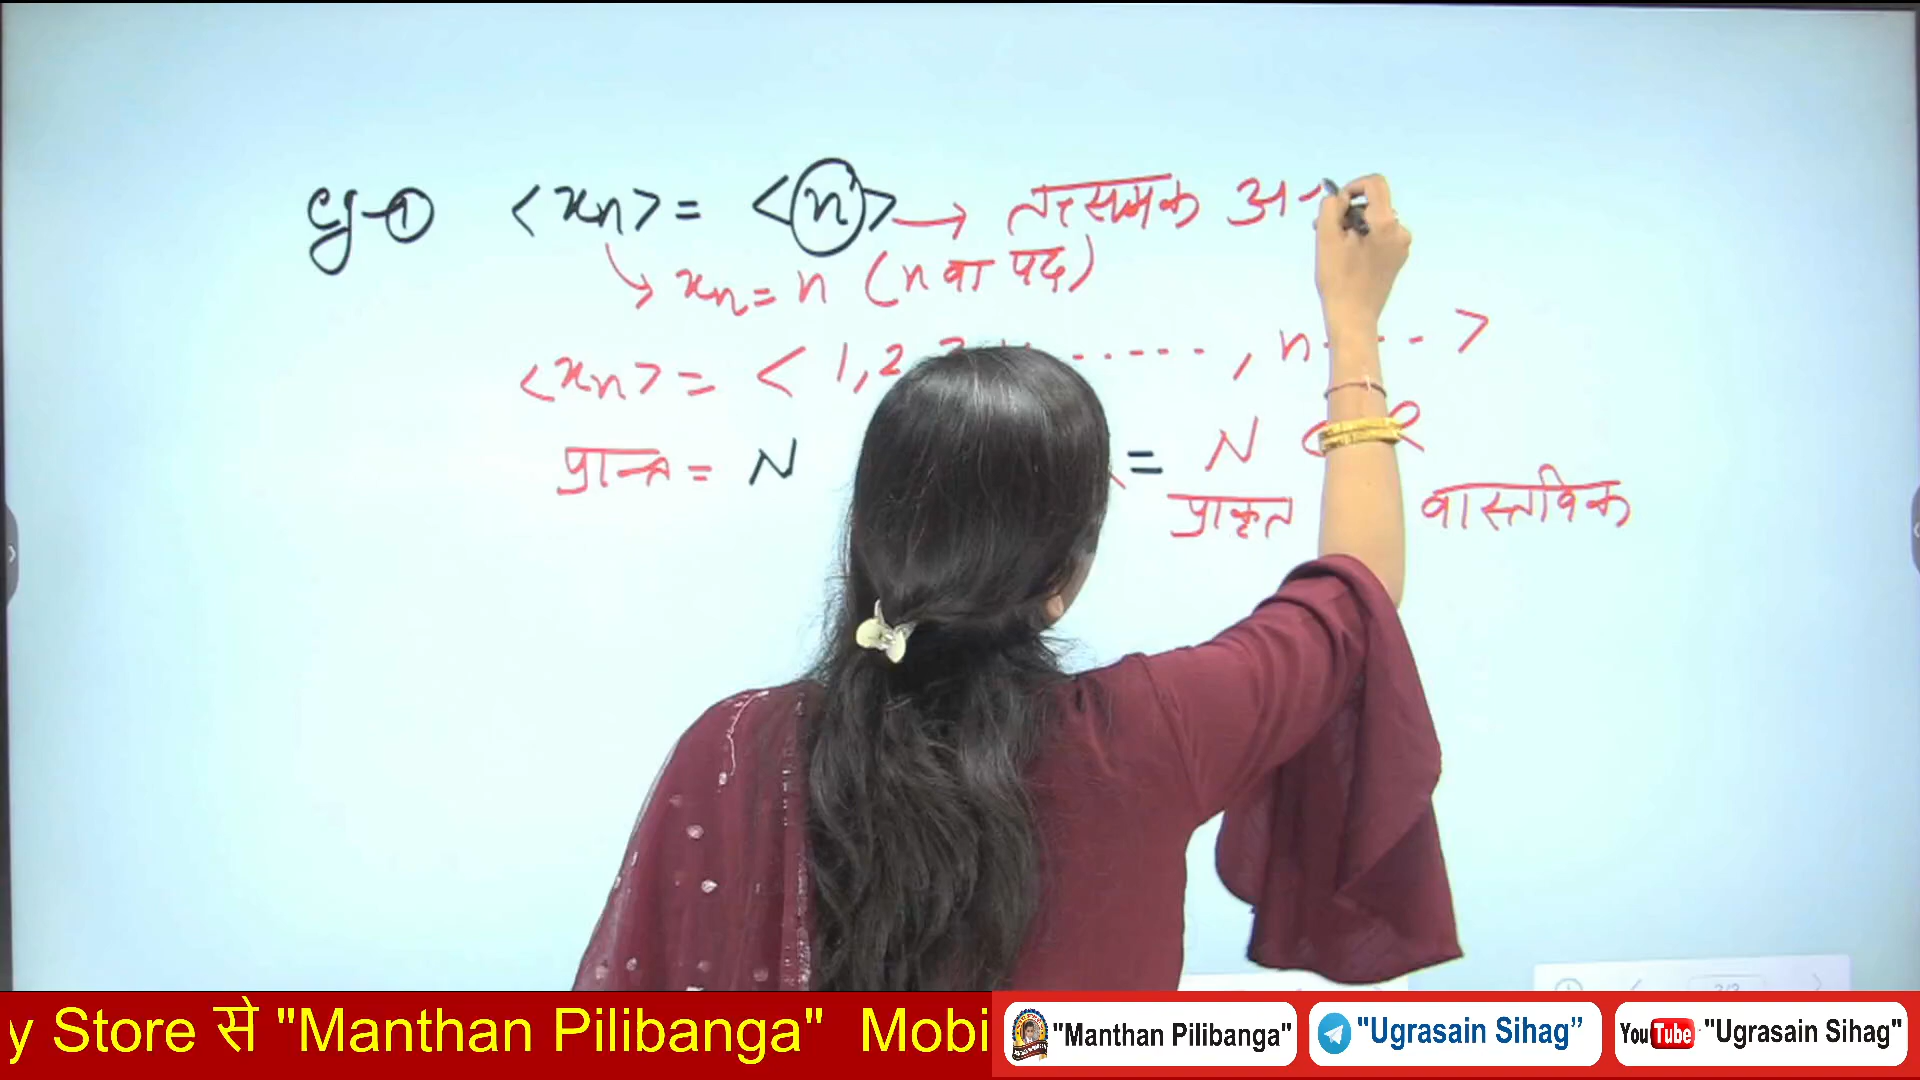 eg-① <xn> = <n> → तत्समक
xn = n (n वा पद)
<xn> = < 1, 2 ------ , n --- >
प्रान्त = N = N
प्राकृत वास्तविक
y Store से "Manthan Pilibanga" Mobi
"Manthan Pilibanga"
"Ugrasain Sihag"
YouTube "Ugrasain Sihag"